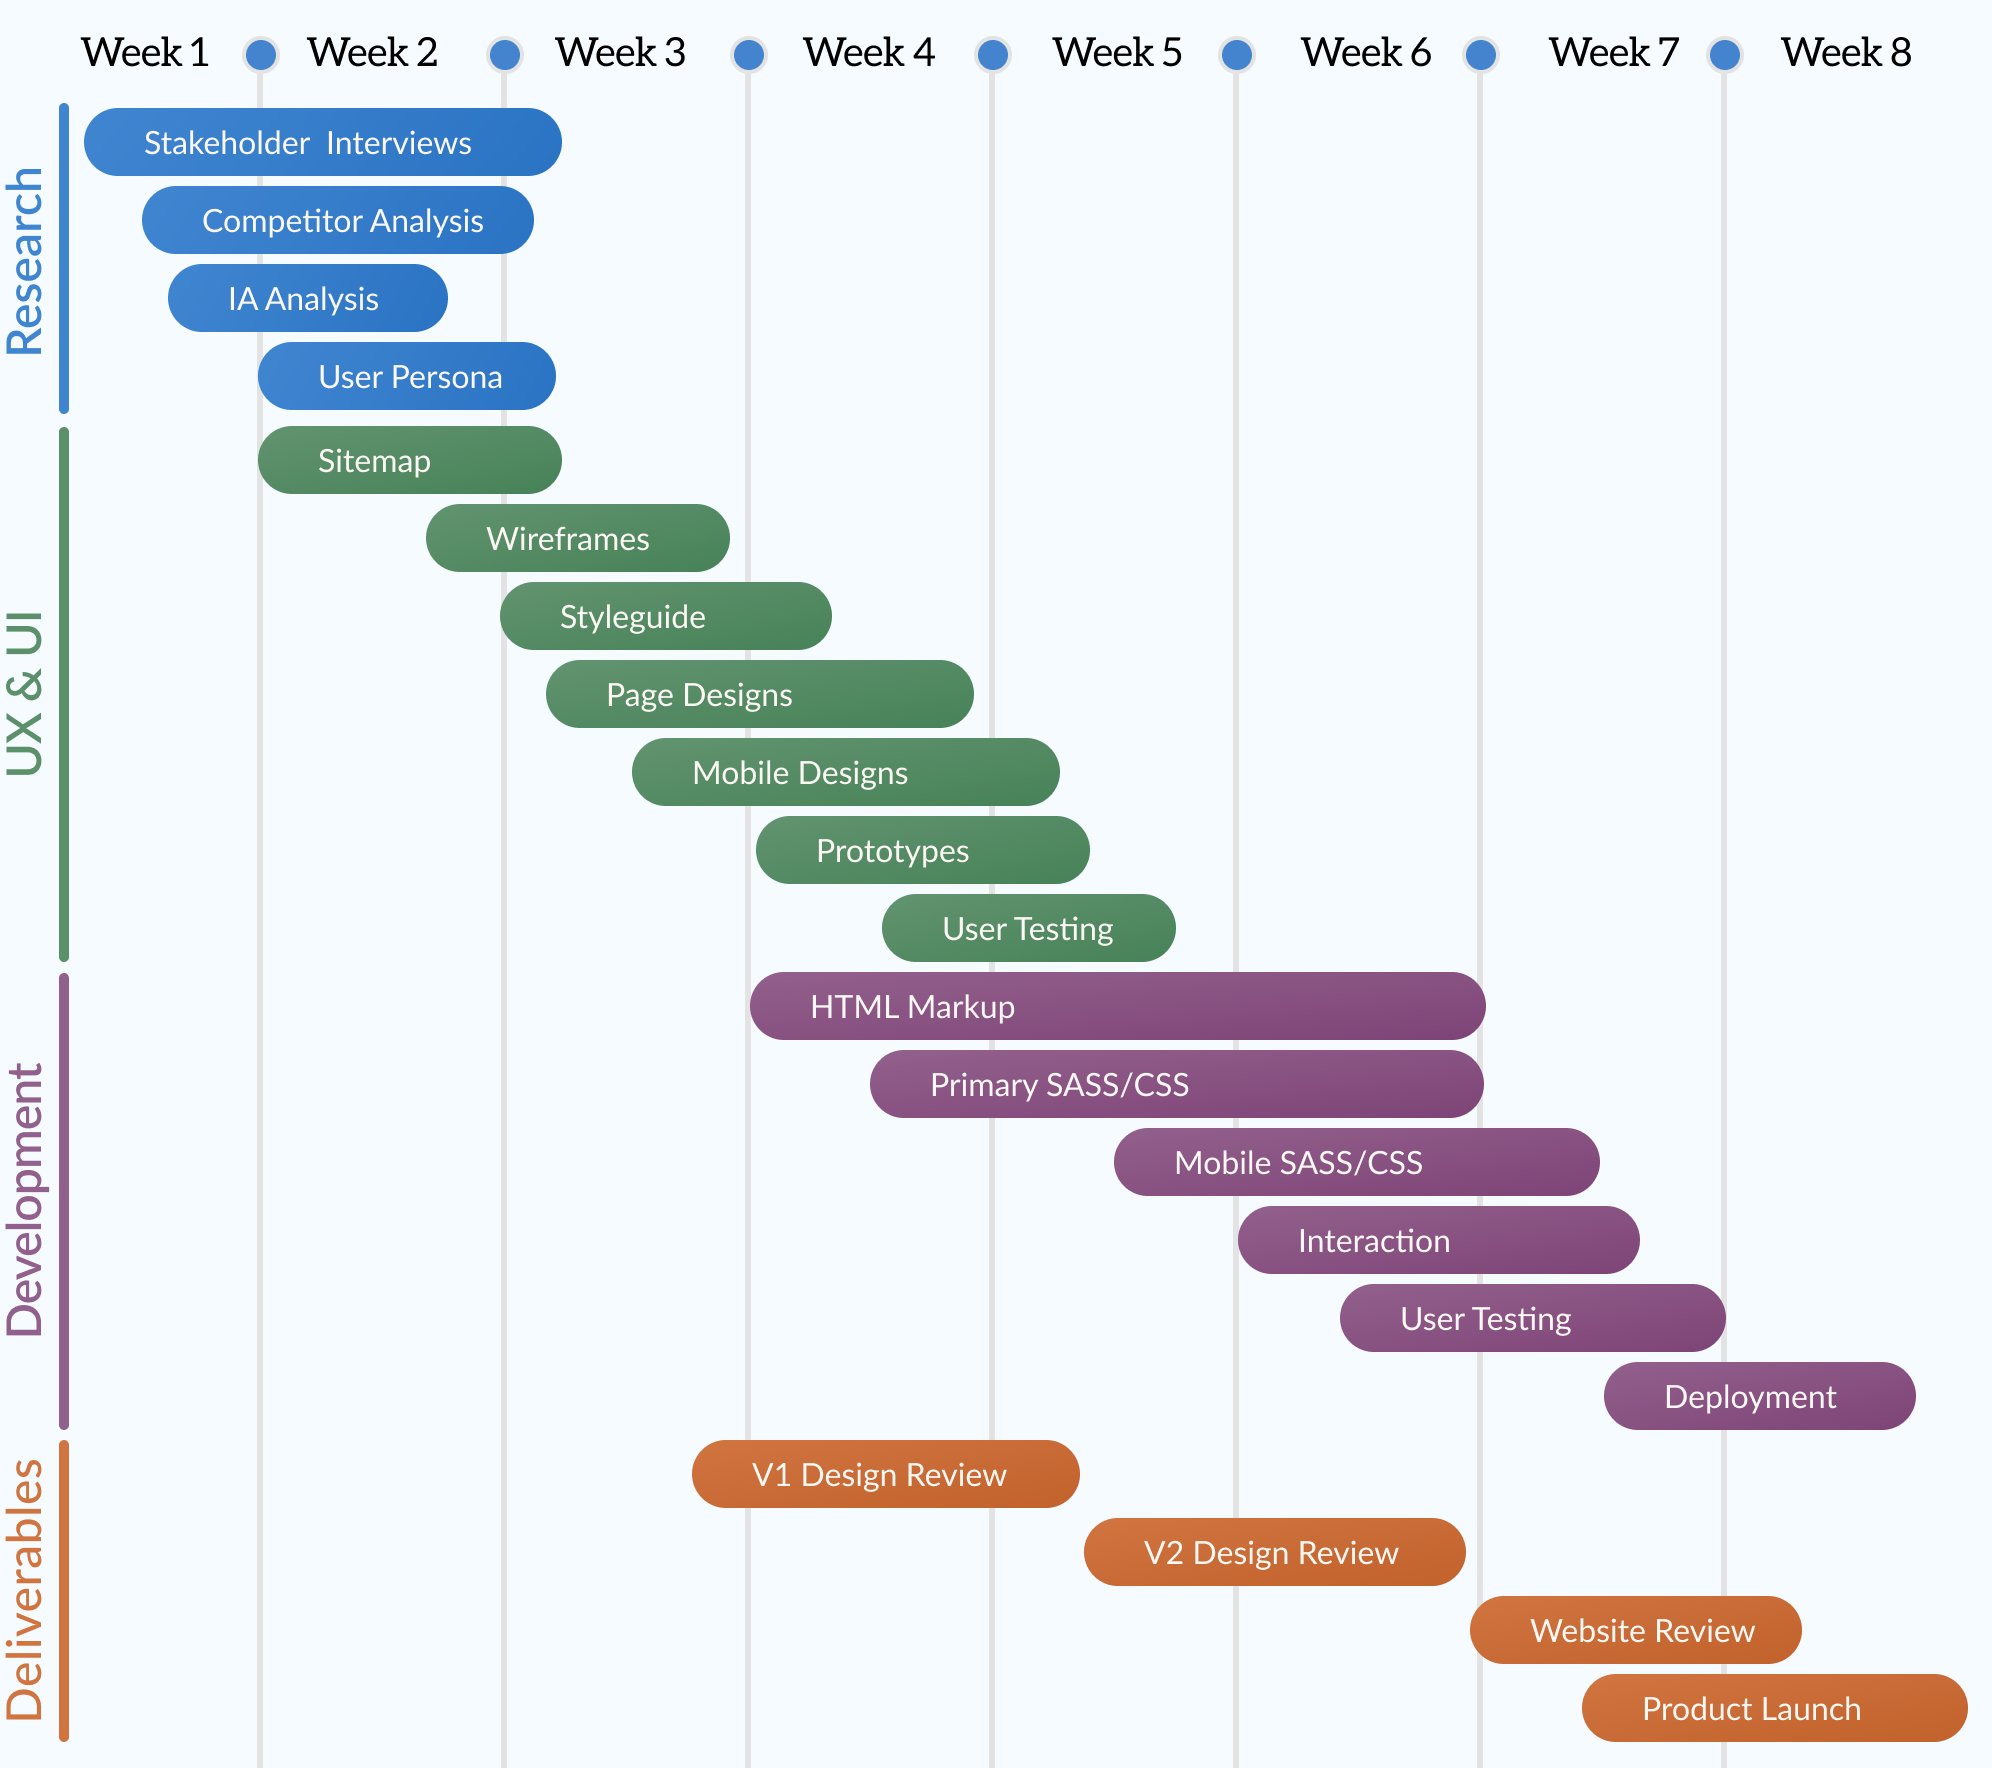 Week 1 Week 2 Week 3 Week 4 Week 5 Week 6 Week 7 Week 8
Research
Stakeholder  Interviews
Competitor Analysis
IA Analysis
User Persona
UX & UI
Sitemap
Wireframes
Styleguide
Page Designs
Mobile Designs
Prototypes
User Testing
Development
HTML Markup
Primary SASS/CSS
Mobile SASS/CSS
Interaction
User Testing
Deployment
Deliverables
V1 Design Review
V2 Design Review
Website Review
Product Launch